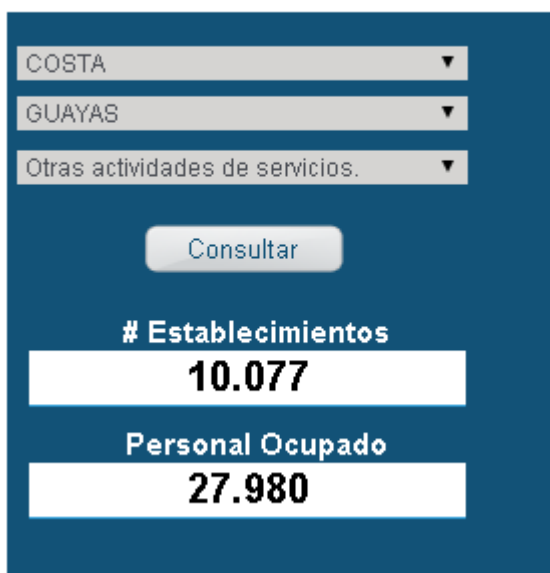 COSTA
GUAYAS
Otras actividades de servicios.
Consultar
# Establecimientos
10.077
Personal Ocupado
27.980